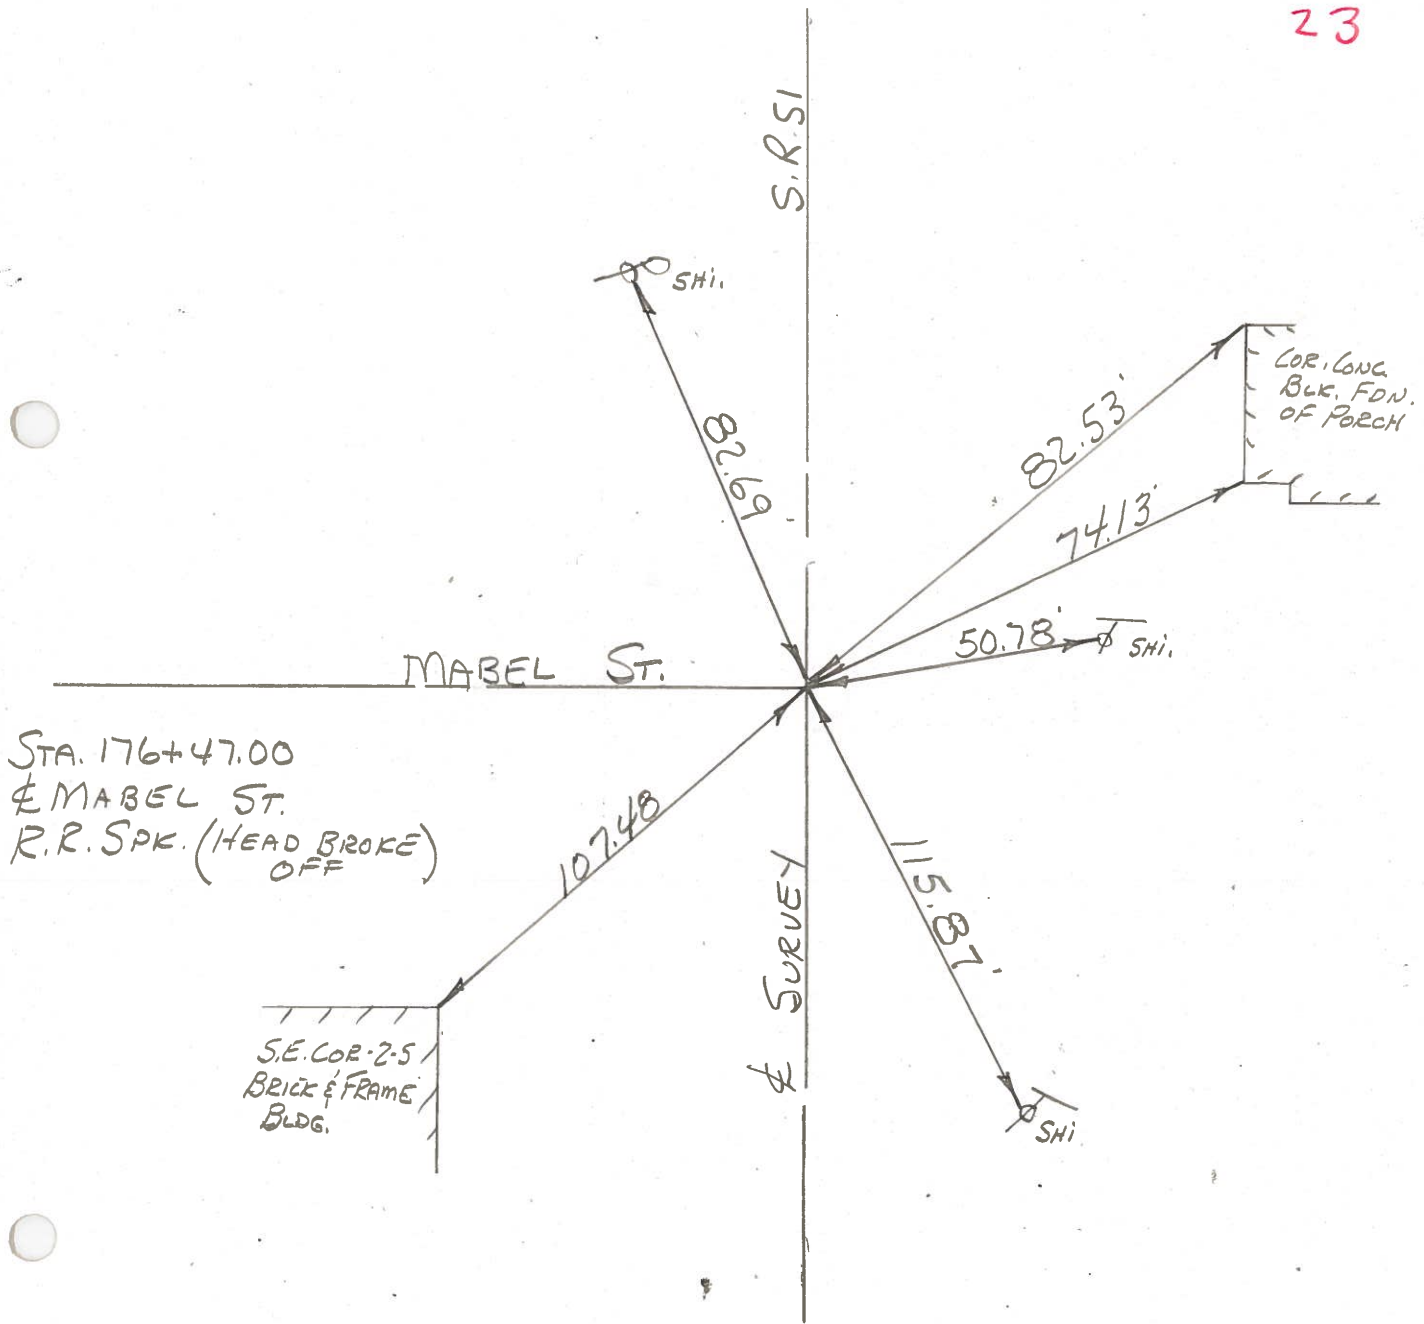 23
S.R. 51
SHI.
82.69
82.53'
COR. CONC.
BLK. FDN.
OF PORCH
74.13'
50.78'
SHI.
MABEL ST.
STA. 176+47.00
℄ MABEL ST.
R.R. SPK. (HEAD BROKE)
OFF
107.48
115.87'
℄ SURVEY
S.E. COR-2-S
BRICK & FRAME
BLDG.
SHI